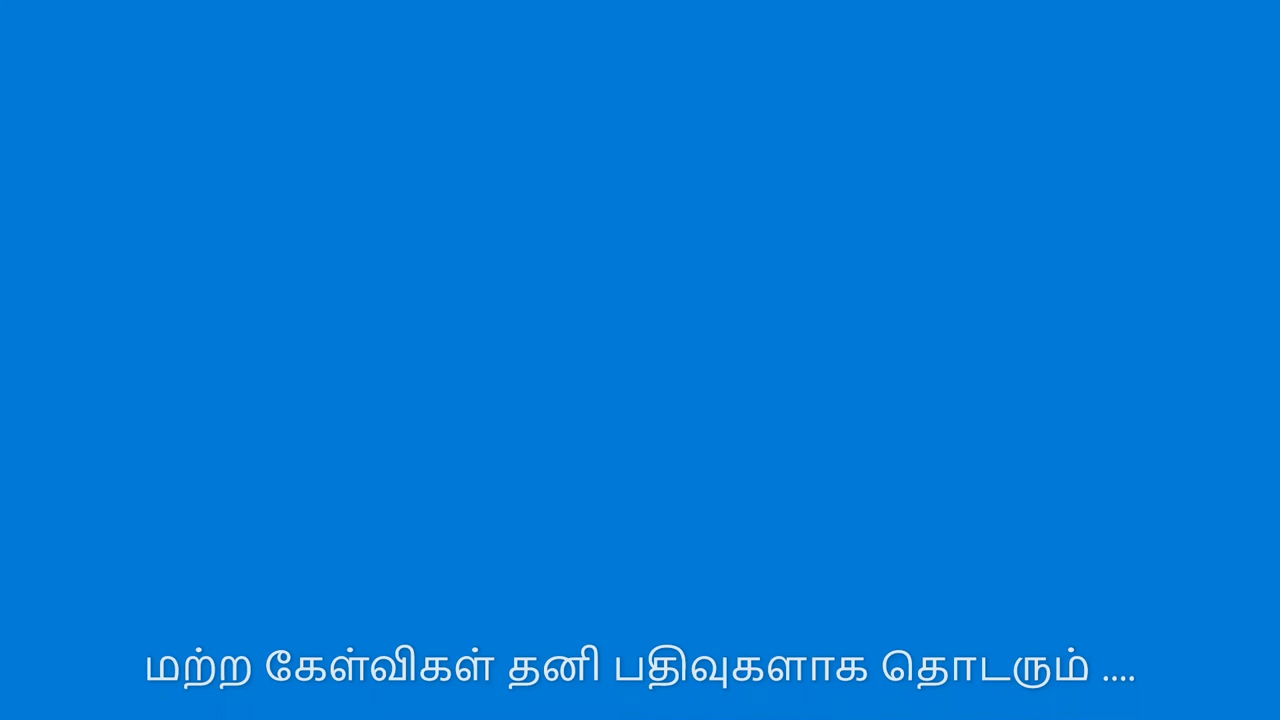 மற்ற கேள்விகள் தனி பதிவுகளாக தொடரும் ....